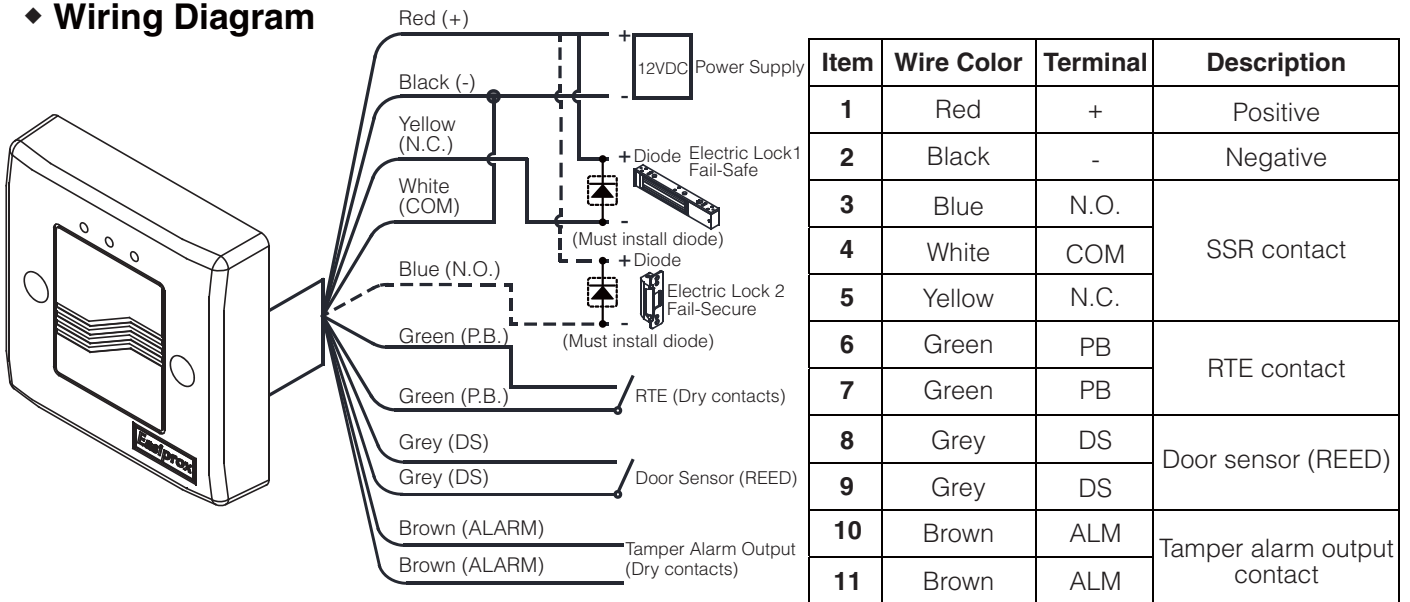 ◆ Wiring Diagram
Red (+)
+
12VDC
Power Supply
Black (-)
-
Yellow
(N.C.)
+
Diode
Electric Lock1
Fail-Safe
White
(COM)
-
(Must install diode)
+
Diode
Blue (N.O.)
Electric Lock 2
Fail-Secure
-
(Must install diode)
Green (P.B.)
Green (P.B.)
RTE (Dry contacts)
Grey (DS)
Grey (DS)
Door Sensor (REED)
Brown (ALARM)
Brown (ALARM)
Tamper Alarm Output
(Dry contacts)
Easiprox
Item Wire Color Terminal Description
1 Red + Positive
2 Black - Negative
3 Blue N.O.
4 White COM SSR contact
5 Yellow N.C.
6 Green PB
RTE contact
7 Green PB
8 Grey DS
Door sensor (REED)
9 Grey DS
10 Brown ALM
Tamper alarm output
contact
11 Brown ALM